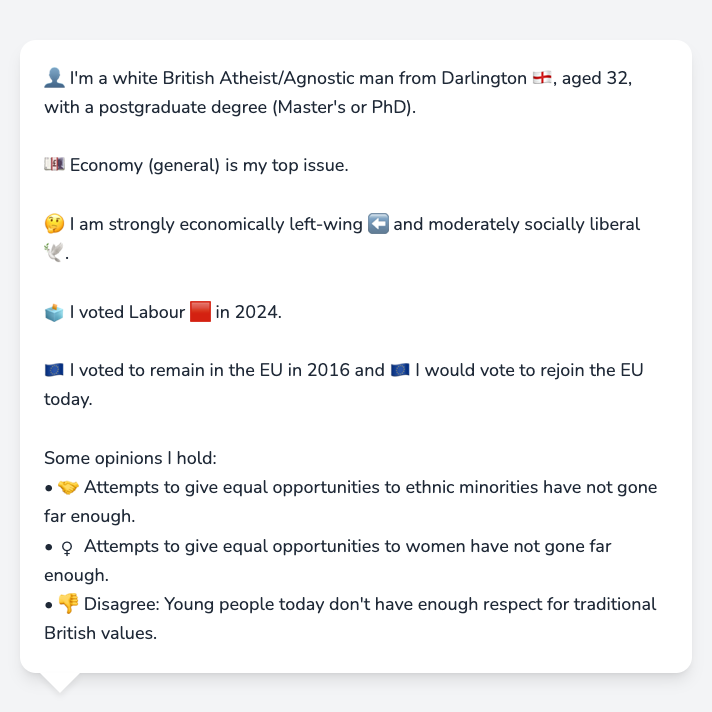 👤 I'm a white British Atheist/Agnostic man from Darlington 🏴󠁧󠁢󠁥󠁮󠁧󠁿, aged 32,
with a postgraduate degree (Master's or PhD).
💷 Economy (general) is my top issue.
🤔 I am strongly economically left-wing ⬅️ and moderately socially liberal
🕊️.
🗳️ I voted Labour 🟥 in 2024.
🇪🇺 I voted to remain in the EU in 2016 and 🇪🇺 I would vote to rejoin the EU
today.
Some opinions I hold:
• 🤝 Attempts to give equal opportunities to ethnic minorities have not gone
far enough.
• ♀ Attempts to give equal opportunities to women have not gone far
enough.
• 👎 Disagree: Young people today don't have enough respect for traditional
British values.